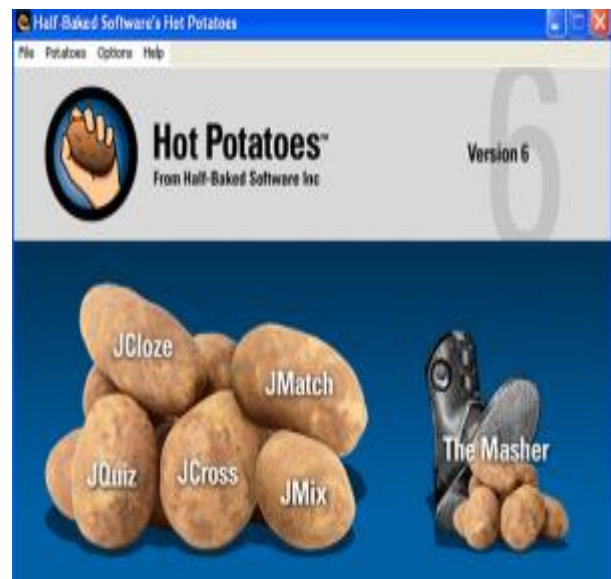 Half-Baked Software's Hot Potatoes
File Potatoes Options Help
Hot Potatoes™
From Half-Baked Software Inc
Version 6
6
JCloze
JMatch
JQuiz
JCross
JMix
The Masher